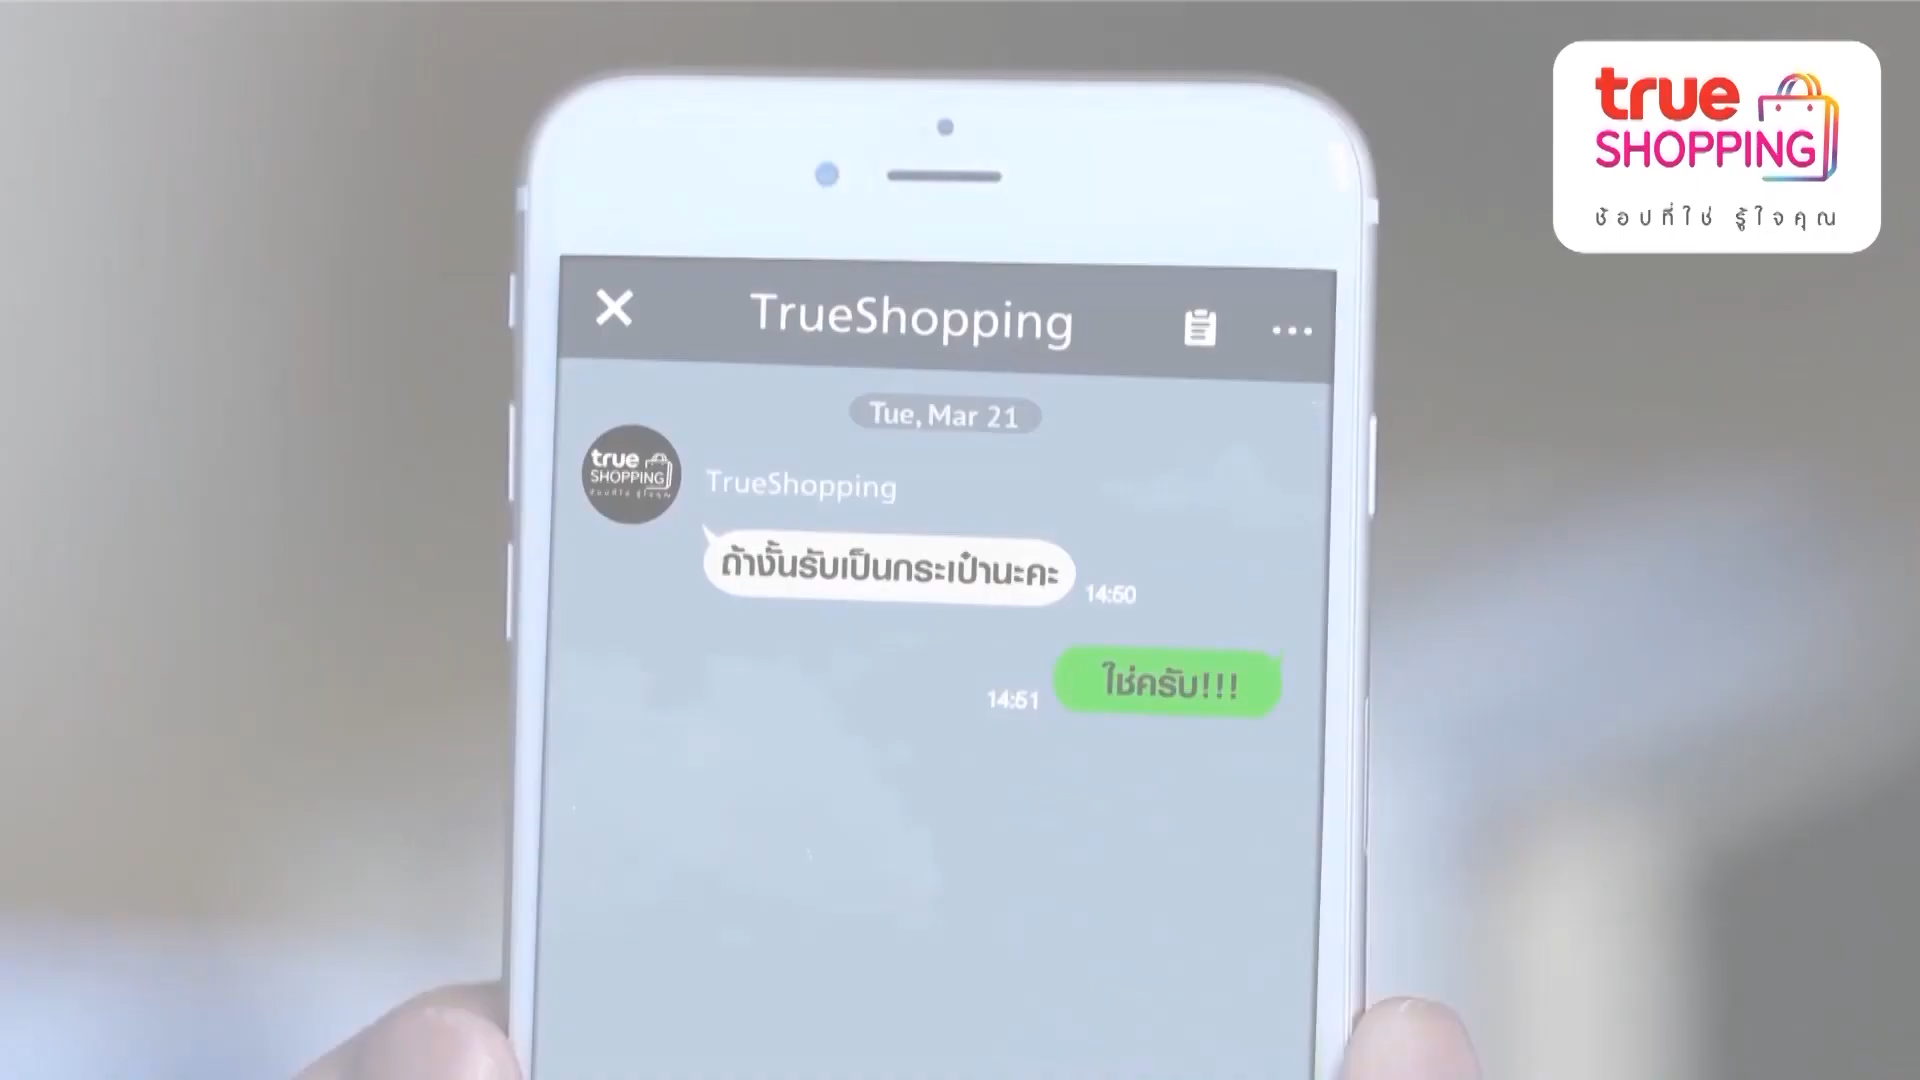 true
SHOPPING
ช้อปที่ใช่ รู้ใจคุณ
TrueShopping
Tue, Mar 21
true
SHOPPING
TrueShopping
ถ้างั้นรับเป็นกระเป๋านะคะ
14:50
ใช่ครับ!!!
14:51